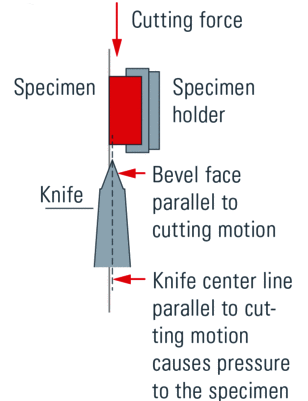 Cutting force
Specimen
Specimen
holder
Knife
Bevel face
parallel to
cutting motion
Knife center line
parallel to cut-
ting motion
causes pressure
to the specimen